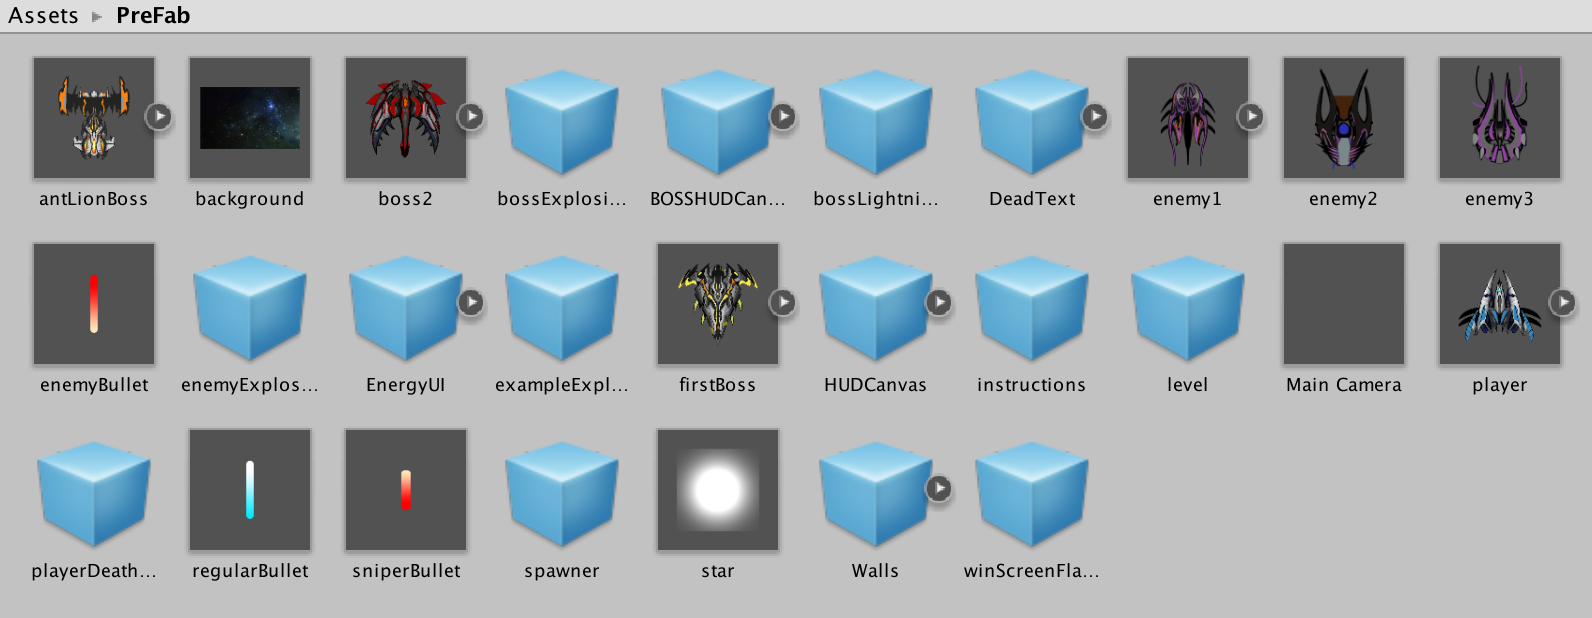 Assets ▸ PreFab
antLionBoss background boss2 bossExplosi... BOSSHUDCan... bossLightni... DeadText enemy1 enemy2 enemy3
enemyBullet enemyExplos... EnergyUI exampleExpl... firstBoss HUDCanvas instructions level Main Camera player
playerDeath... regularBullet sniperBullet spawner star Walls winScreenFla...